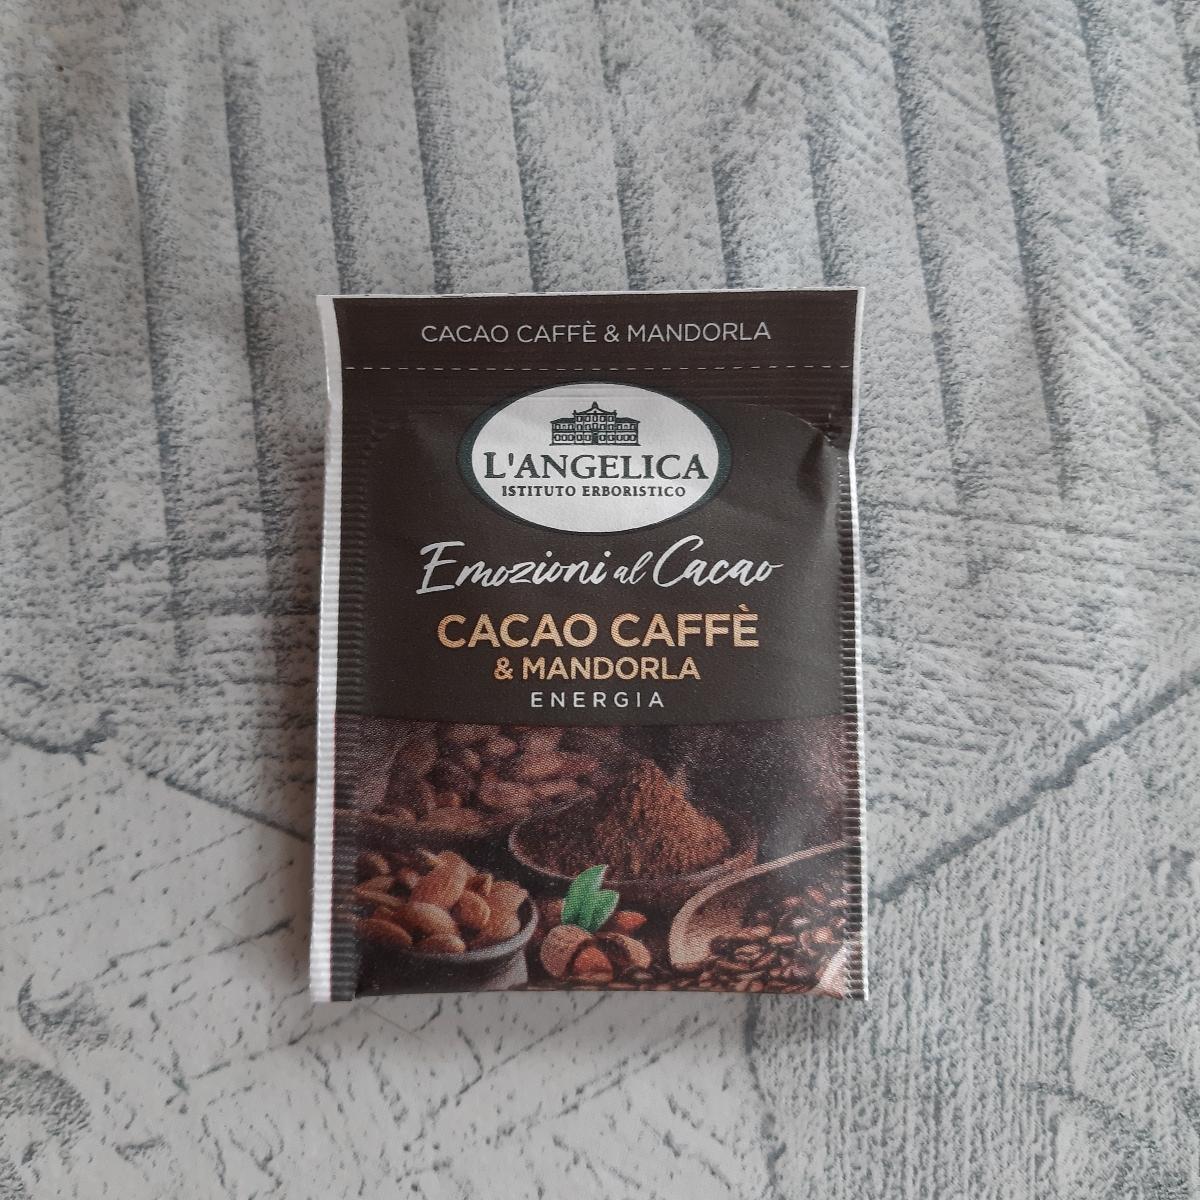 CACAO CAFFÈ & MANDORLA
L'ANGELICA
ISTITUTO ERBORISTICO
Emozioni al Cacao
CACAO CAFFÈ
& MANDORLA
ENERGIA